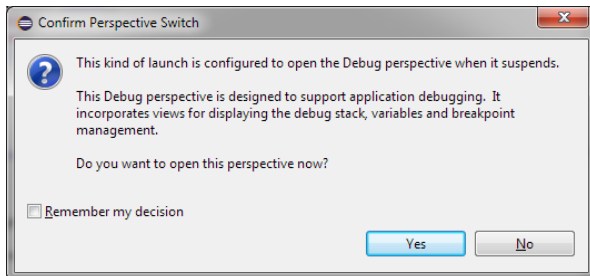 Confirm Perspective Switch
This kind of launch is configured to open the Debug perspective when it suspends.
This Debug perspective is designed to support application debugging.  It
incorporates views for displaying the debug stack, variables and breakpoint
management.
Do you want to open this perspective now?
Remember my decision
Yes
No